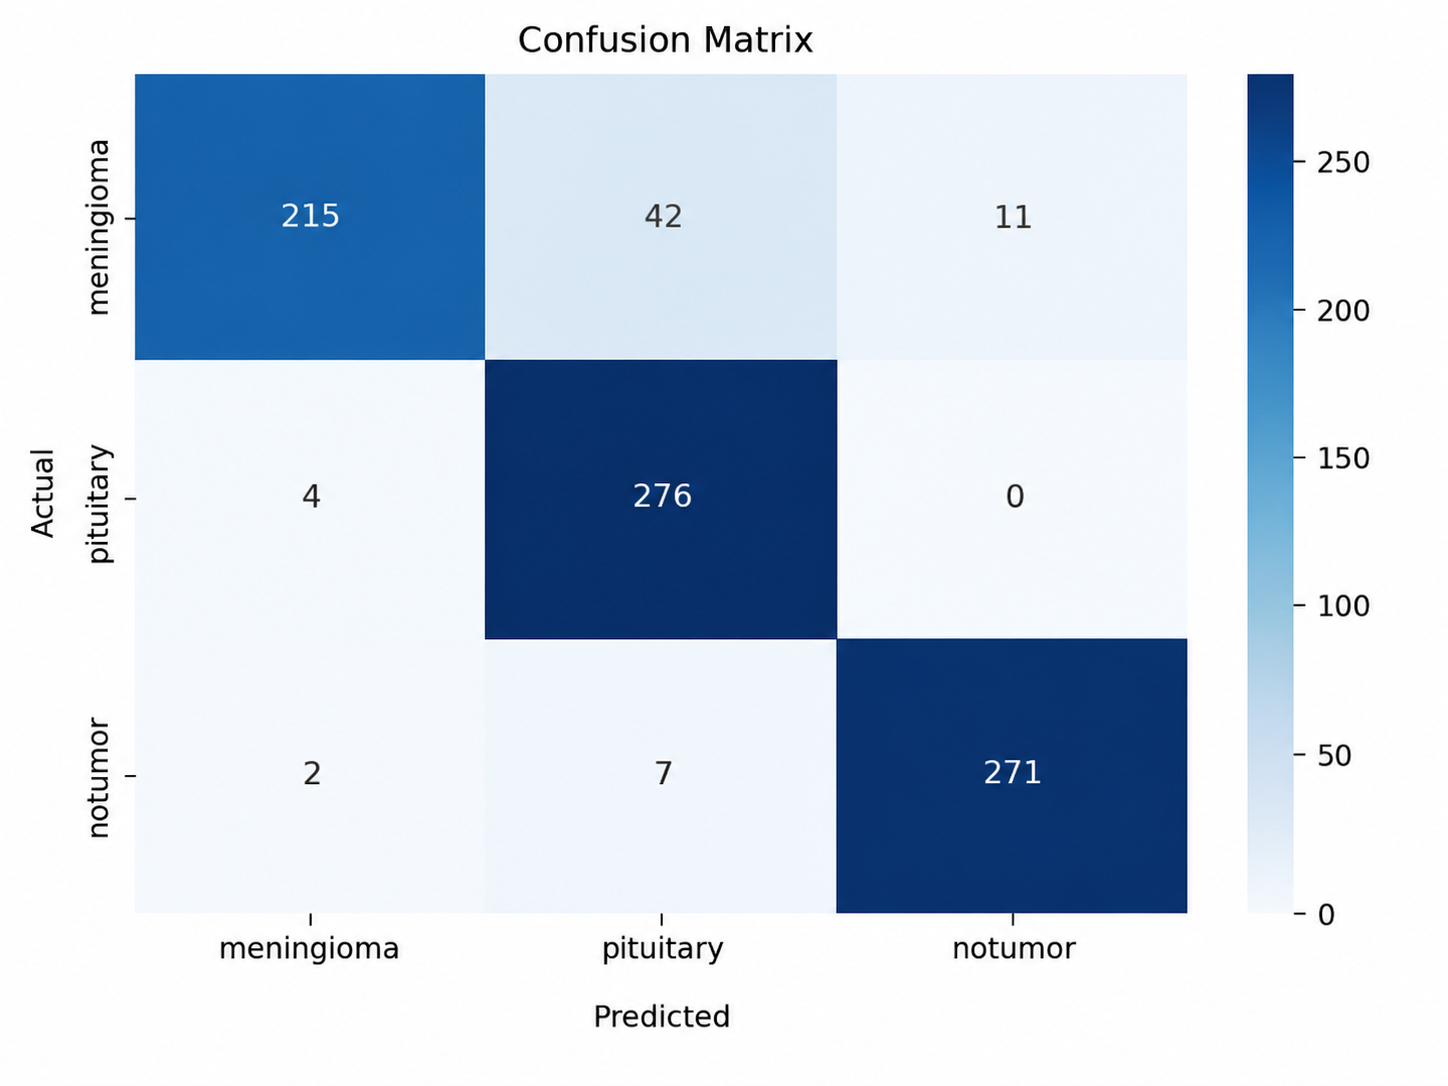 Confusion Matrix
meningioma
215
42
11
pituitary
4
276
0
notumor
2
7
271
Actual
meningioma
pituitary
notumor
Predicted
250
200
150
100
50
0